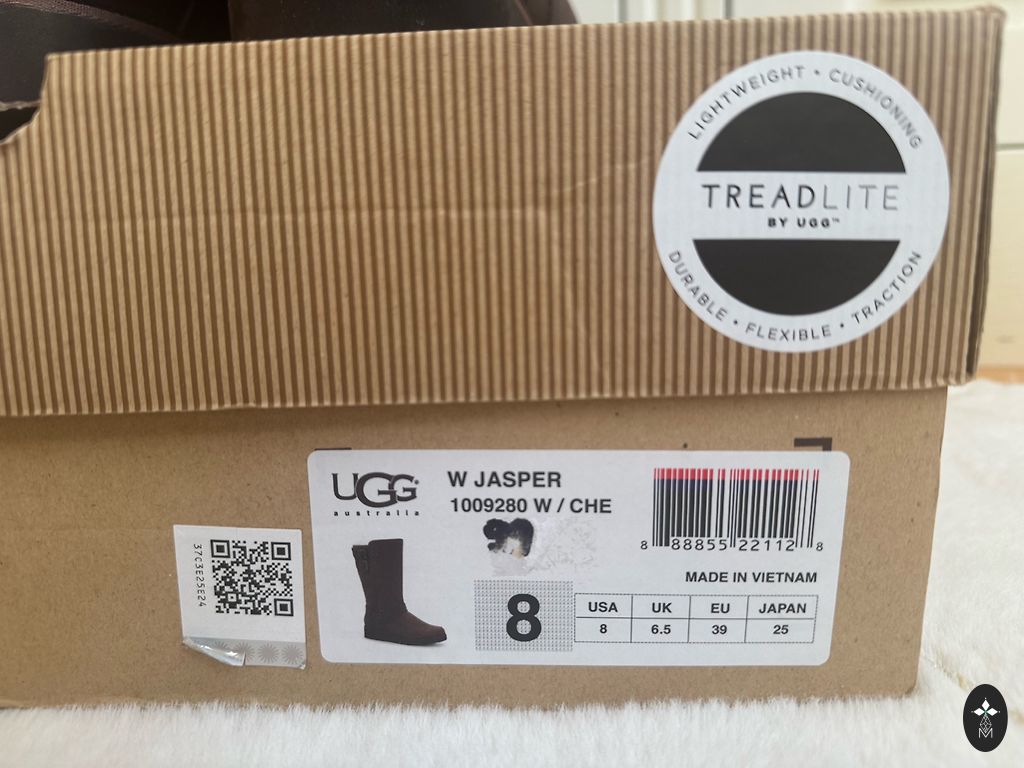 LIGHTWEIGHT • CUSHIONING
TREADLITE
BY UGG™
DURABLE • FLEXIBLE • TRACTION
UGG®
australia
W JASPER
1009280 W / CHE
8 88855 22112 8
MADE IN VIETNAM
8
USA UK EU JAPAN
8 6.5 39 25
37C3E25E24
M